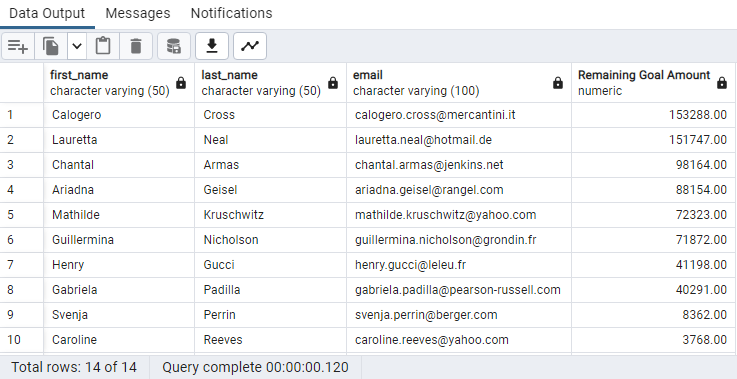 Data Output Messages Notifications
first_name last_name email Remaining Goal Amount
character varying (50) character varying (50) character varying (100) numeric
1 Calogero Cross calogero.cross@mercantini.it 153288.00
2 Lauretta Neal lauretta.neal@hotmail.de 151747.00
3 Chantal Armas chantal.armas@jenkins.net 98164.00
4 Ariadna Geisel ariadna.geisel@rangel.com 88154.00
5 Mathilde Kruschwitz mathilde.kruschwitz@yahoo.com 72323.00
6 Guillermina Nicholson guillermina.nicholson@grondin.fr 71872.00
7 Henry Gucci henry.gucci@leleu.fr 41198.00
8 Gabriela Padilla gabriela.padilla@pearson-russell.com 40291.00
9 Svenja Perrin svenja.perrin@berger.com 8362.00
10 Caroline Reeves caroline.reeves@yahoo.com 3768.00
Total rows: 14 of 14 Query complete 00:00:00.120